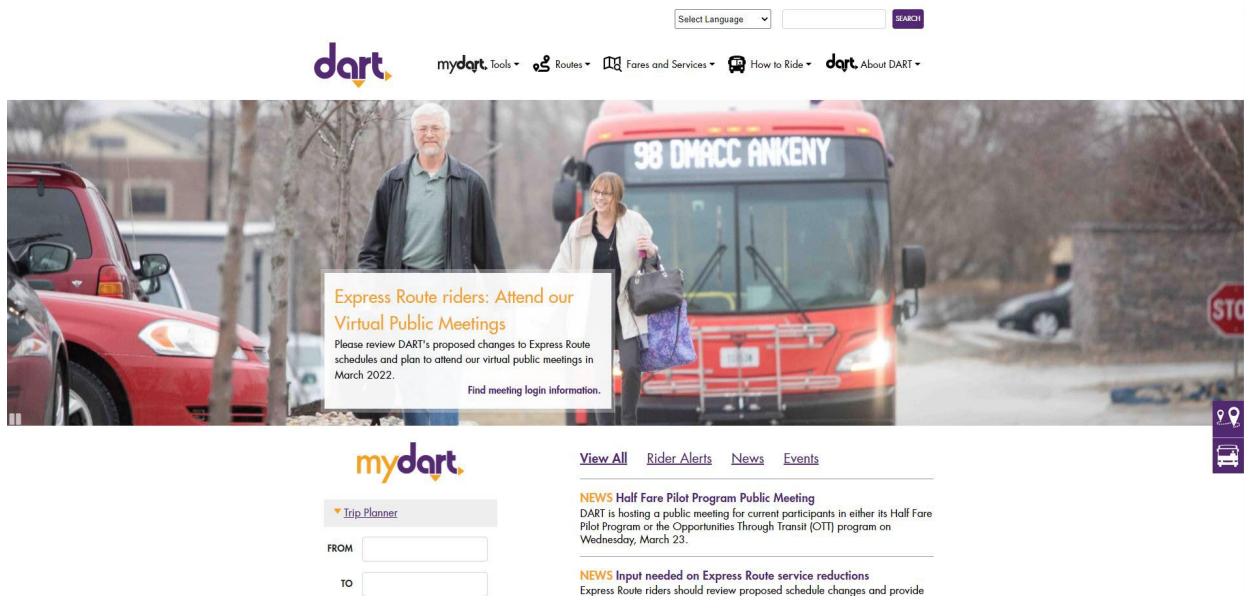 Select Language
SEARCH
dart
mydart Tools
Routes
Fares and Services
How to Ride
dart About DART
98 DMACC ANKENY
Express Route riders: Attend our
Virtual Public Meetings
Please review DART's proposed changes to Express Route
schedules and plan to attend our virtual public meetings in
March 2022.
Find meeting login information.
STO
mydart
Trip Planner
FROM
TO
View All Rider Alerts News Events
NEWS Half Fare Pilot Program Public Meeting
DART is hosting a public meeting for current participants in either its Half Fare
Pilot Program or the Opportunities Through Transit (OTT) program on
Wednesday, March 23.
NEWS Input needed on Express Route service reductions
Express Route riders should review proposed schedule changes and provide